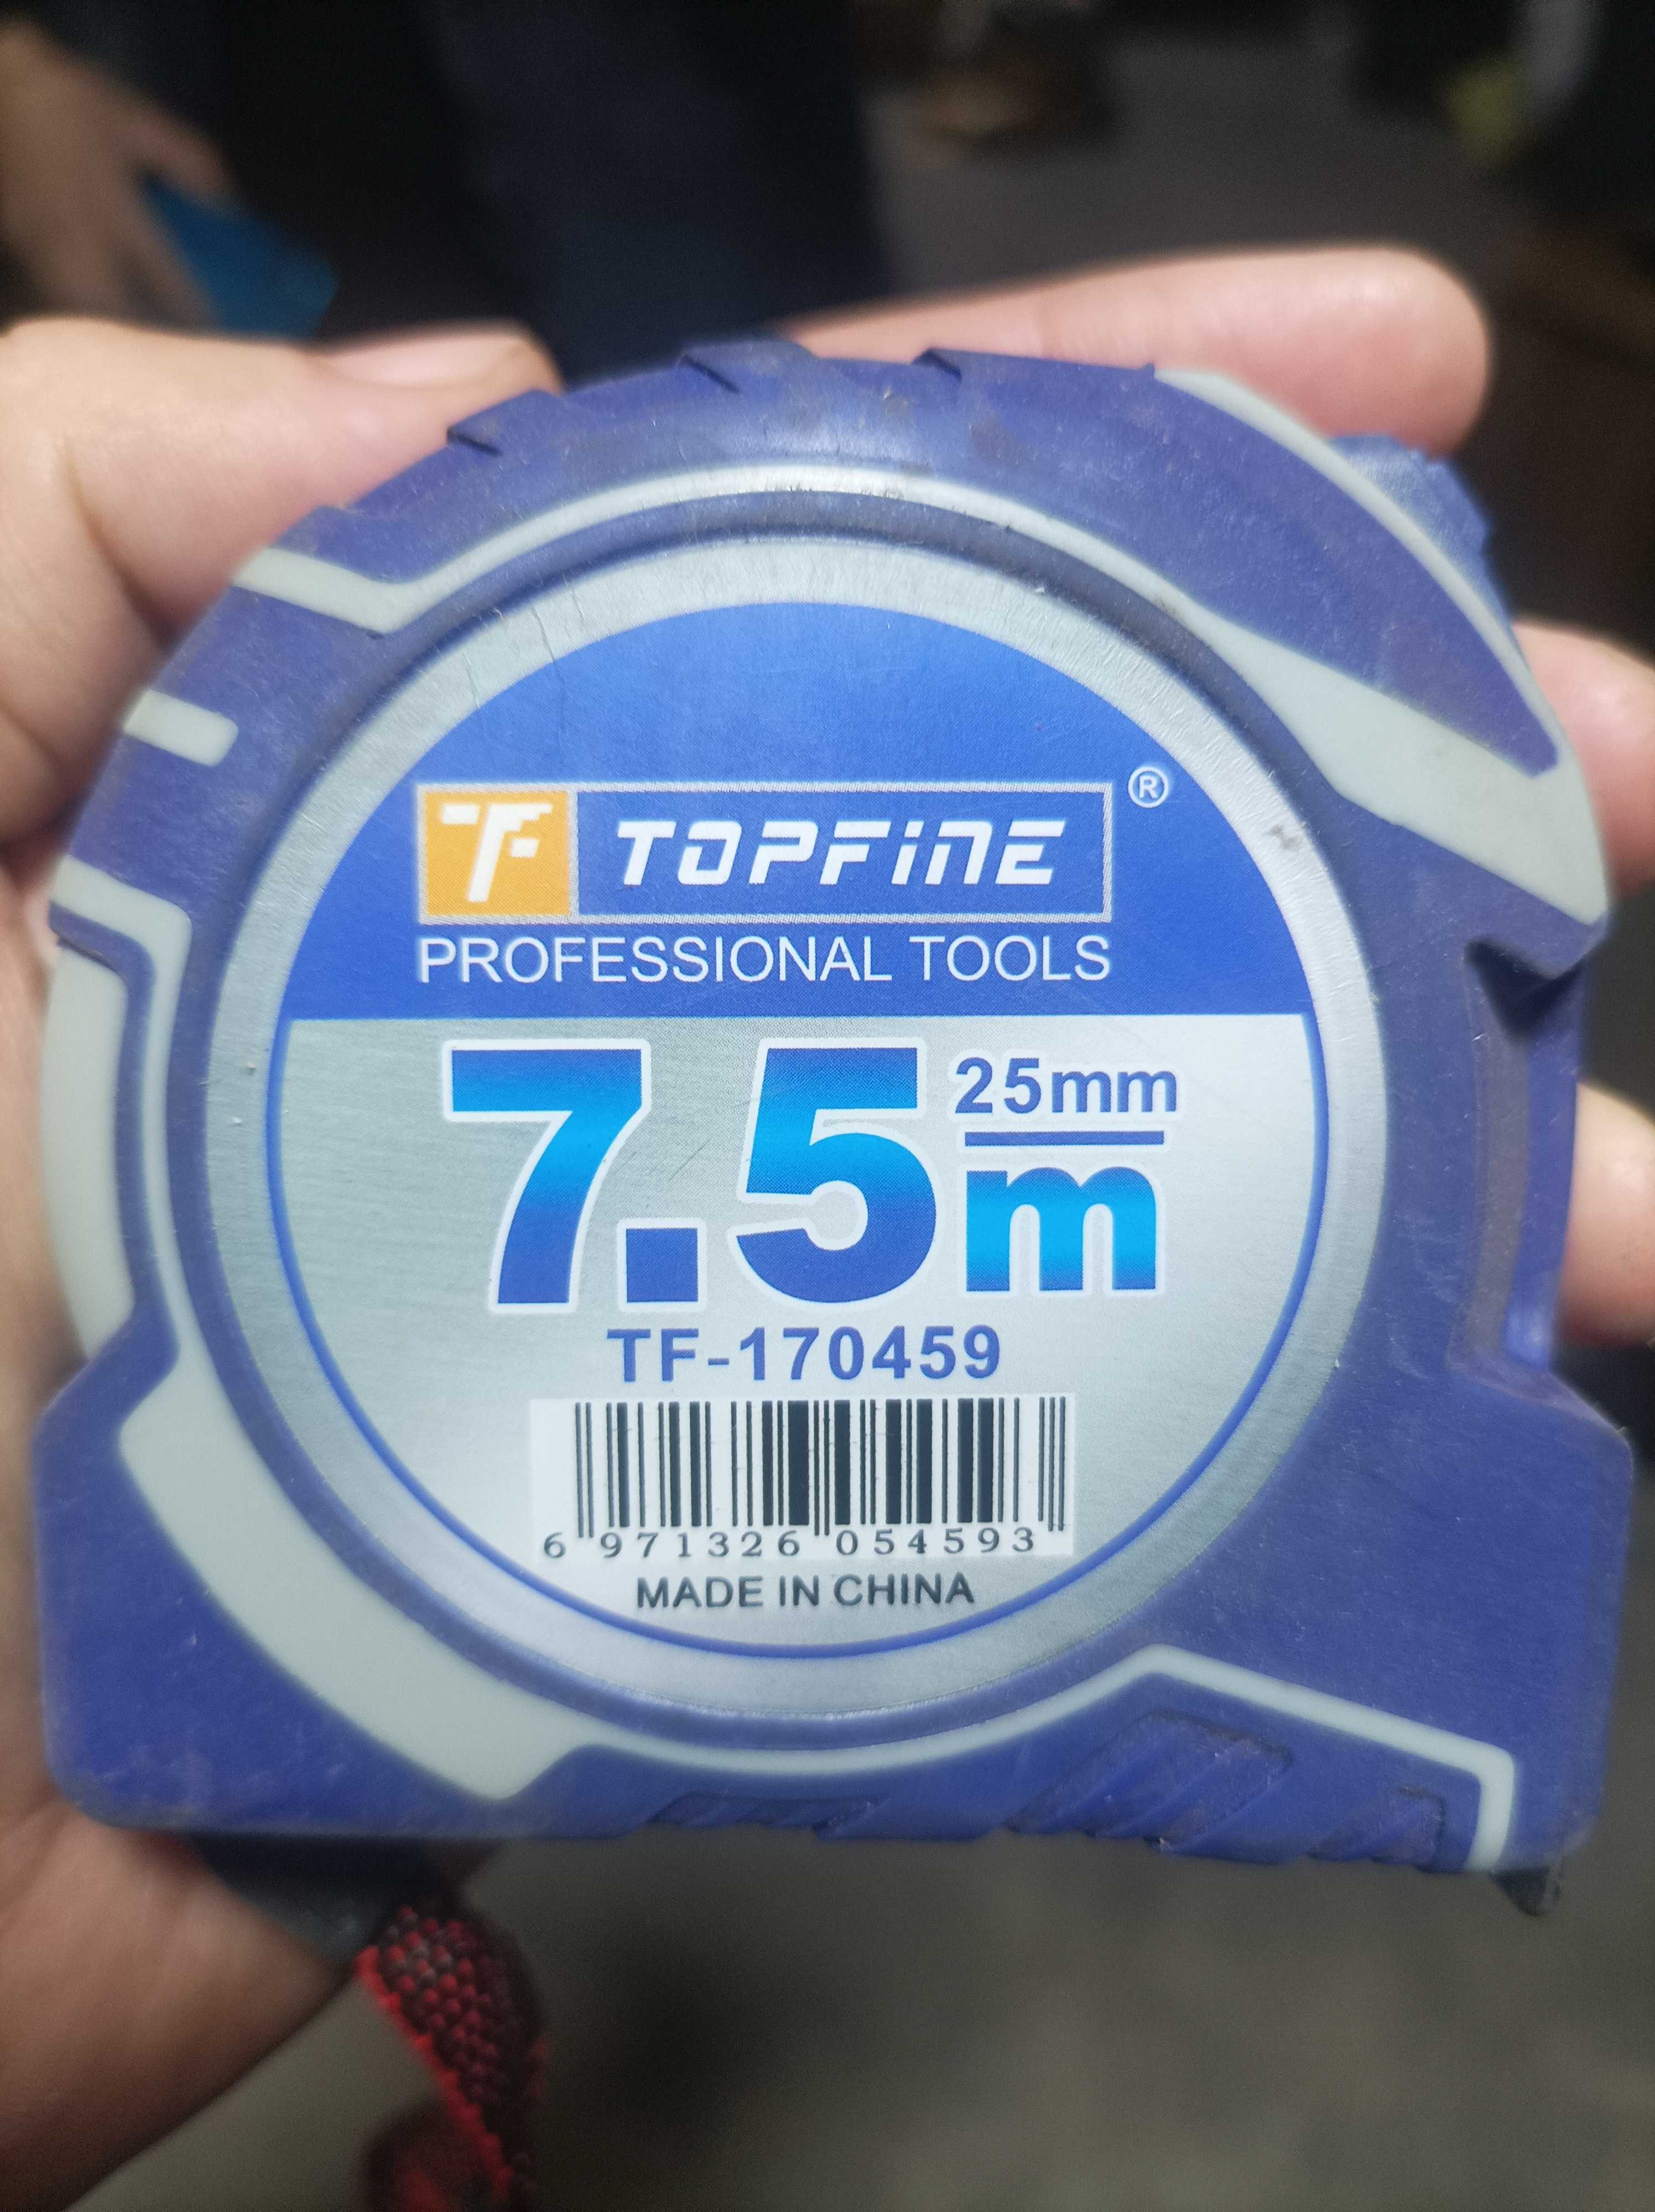 TF TOPFINE ®
PROFESSIONAL TOOLS
7.5m 25mm
TF-170459
6 971326 054593
MADE IN CHINA